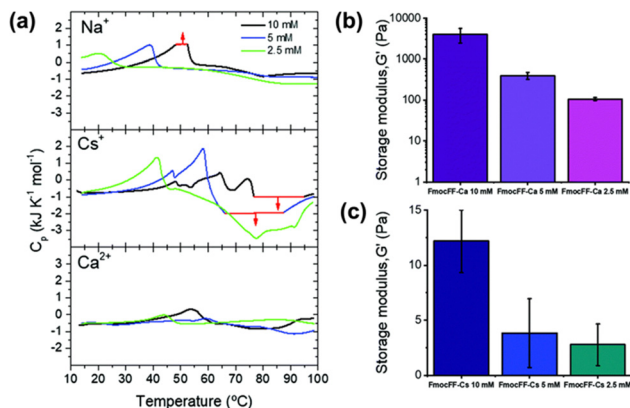 (a)
Na⁺
10 mM
5 mM
2.5 mM
1
0
-1
-2
-3
Cs⁺
1
0
-1
-2
-3
Ca²⁺
4
3
2
1
0
-1
-2
10 20 30 40 50 60 70 80 90 100
Temperature (ºC)
Cₚ (kJ K⁻¹ mol⁻¹)
(b)
Storage modulus,G' (Pa)
10000
1000
100
10
1
FmocFF-Ca 10 mM FmocFF-Ca 5 mM FmocFF-Ca 2.5 mM
(c)
Storage modulus,G' (Pa)
15
10
5
0
FmocFF-Cs 10 mM FmocFF-Cs 5 mM FmocFF-Cs 2.5 mM